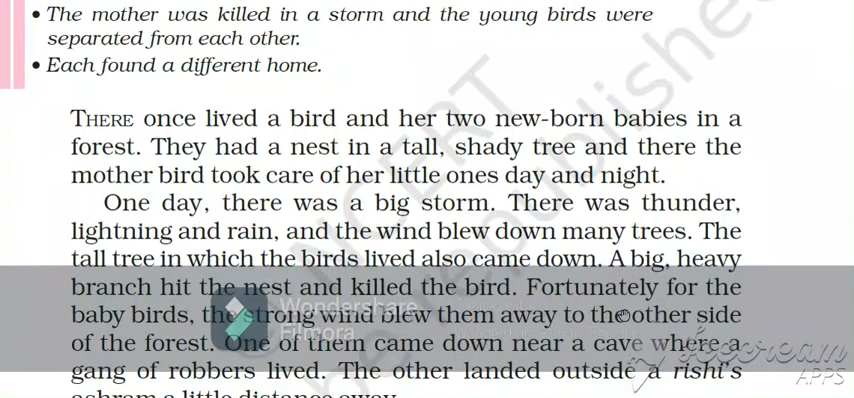 • The mother was killed in a storm and the young birds were
separated from each other.
• Each found a different home.
THERE once lived a bird and her two new-born babies in a
forest. They had a nest in a tall, shady tree and there the
mother bird took care of her little ones day and night.
One day, there was a big storm. There was thunder,
lightning and rain, and the wind blew down many trees. The
tall tree in which the birds lived also came down. A big, heavy
branch hit the nest and killed the bird. Fortunately for the
baby birds, the strong wind blew them away to the other side
of the forest. One of them came down near a cave where a
gang of robbers lived. The other landed outside a rishi's
ashram a little distance away.
Wondershare
Filmora
Icecream
APPS
NCERT
be republished